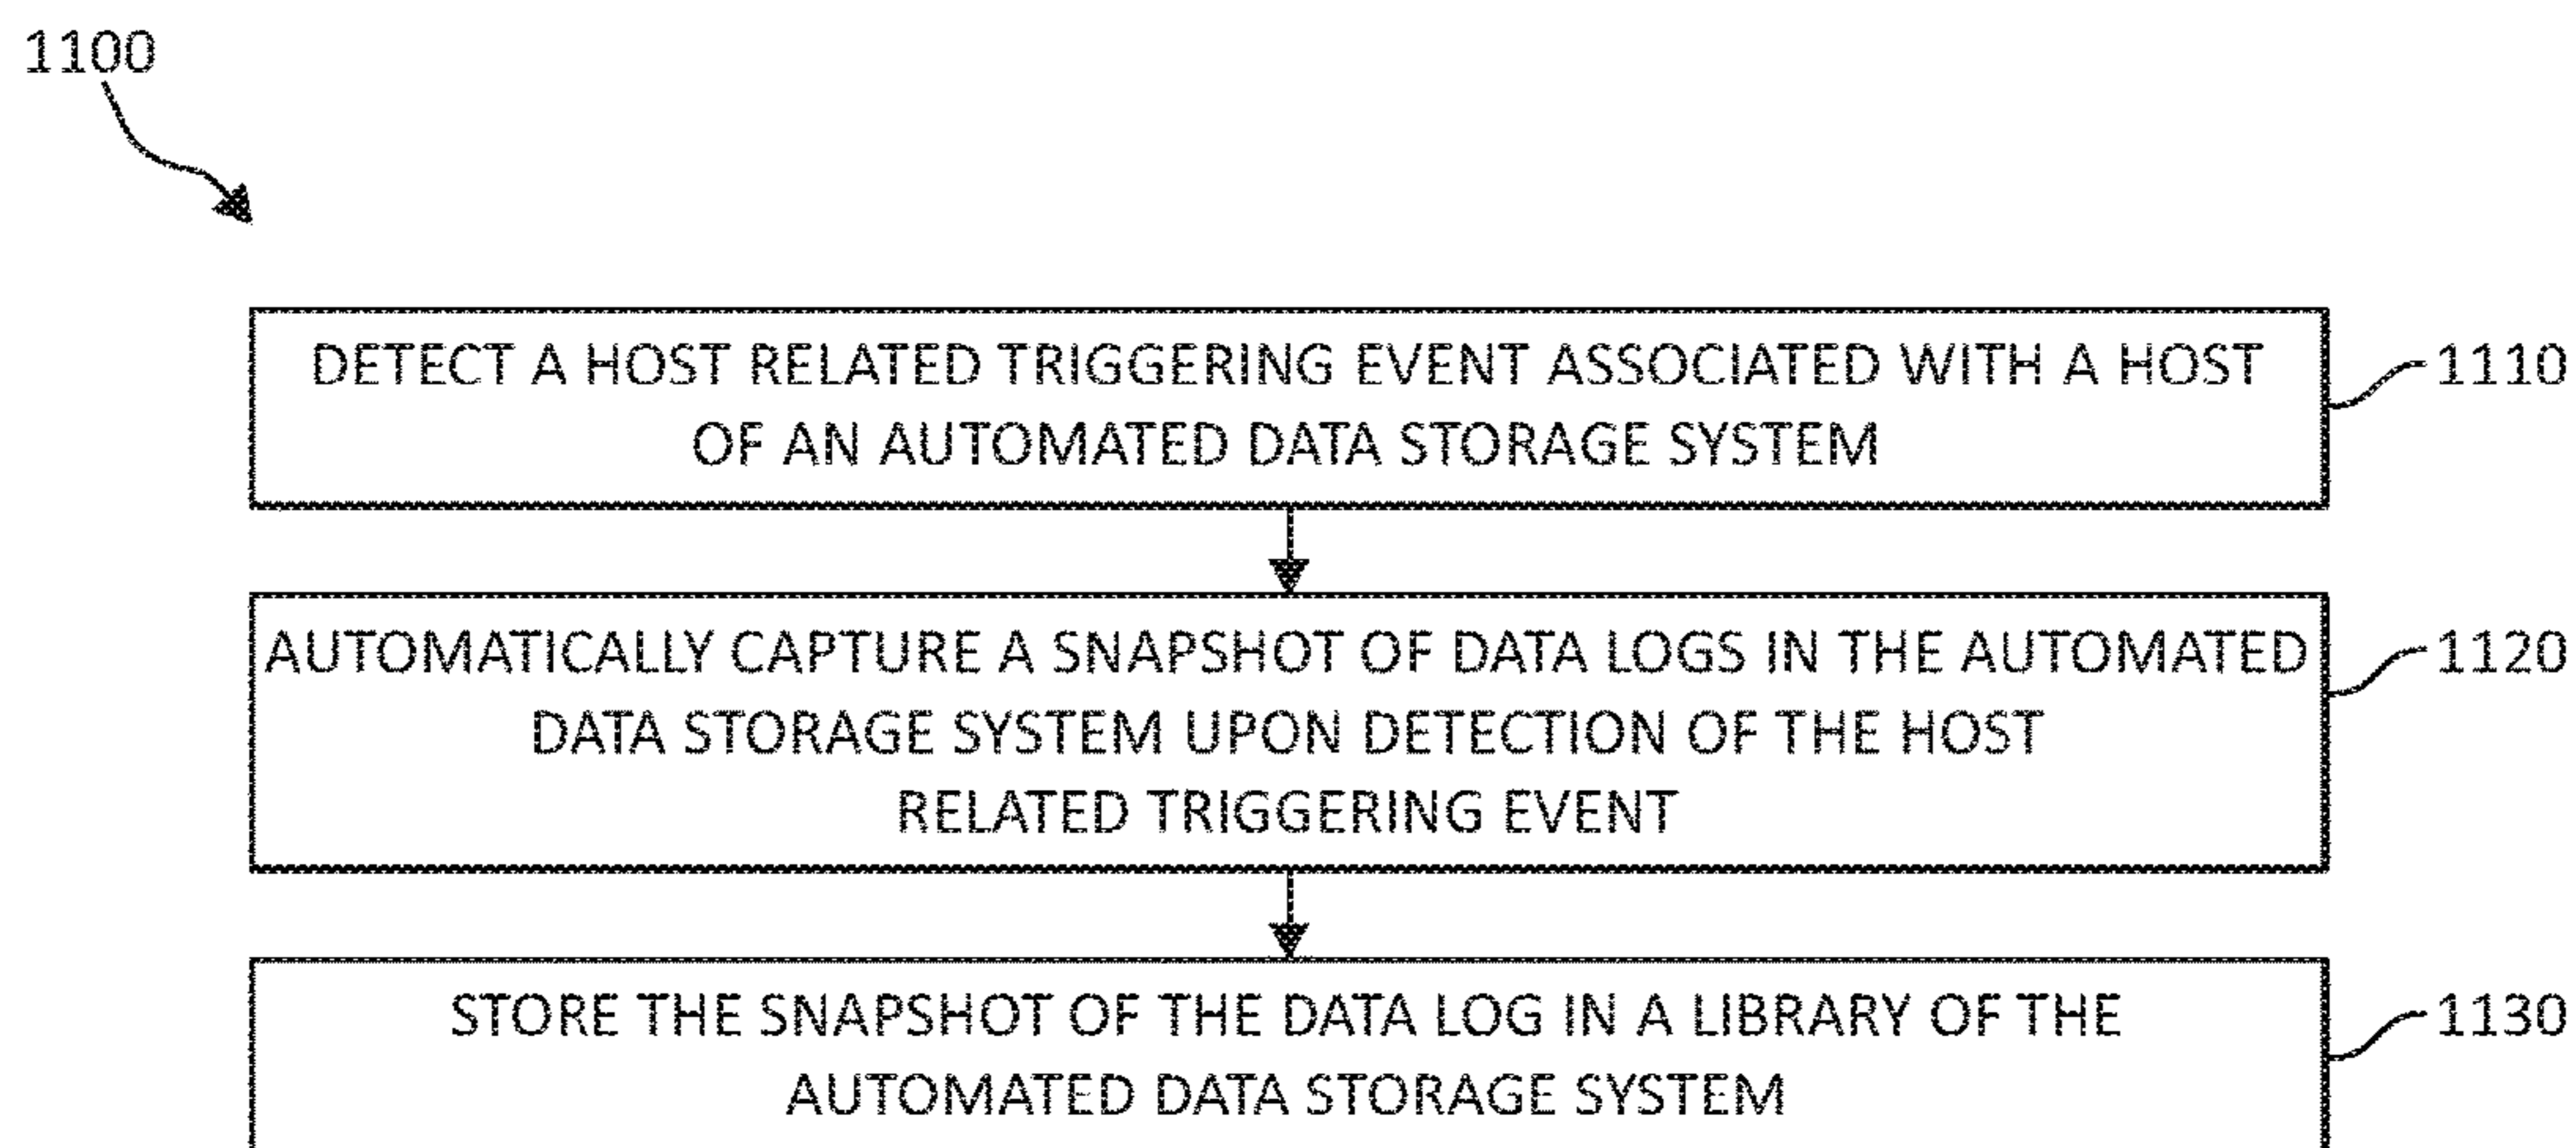 1100
DETECT A HOST RELATED TRIGGERING EVENT ASSOCIATED WITH A HOST
OF AN AUTOMATED DATA STORAGE SYSTEM
1110
AUTOMATICALLY CAPTURE A SNAPSHOT OF DATA LOGS IN THE AUTOMATED
DATA STORAGE SYSTEM UPON DETECTION OF THE HOST
RELATED TRIGGERING EVENT
1120
STORE THE SNAPSHOT OF THE DATA LOG IN A LIBRARY OF THE
AUTOMATED DATA STORAGE SYSTEM
1130